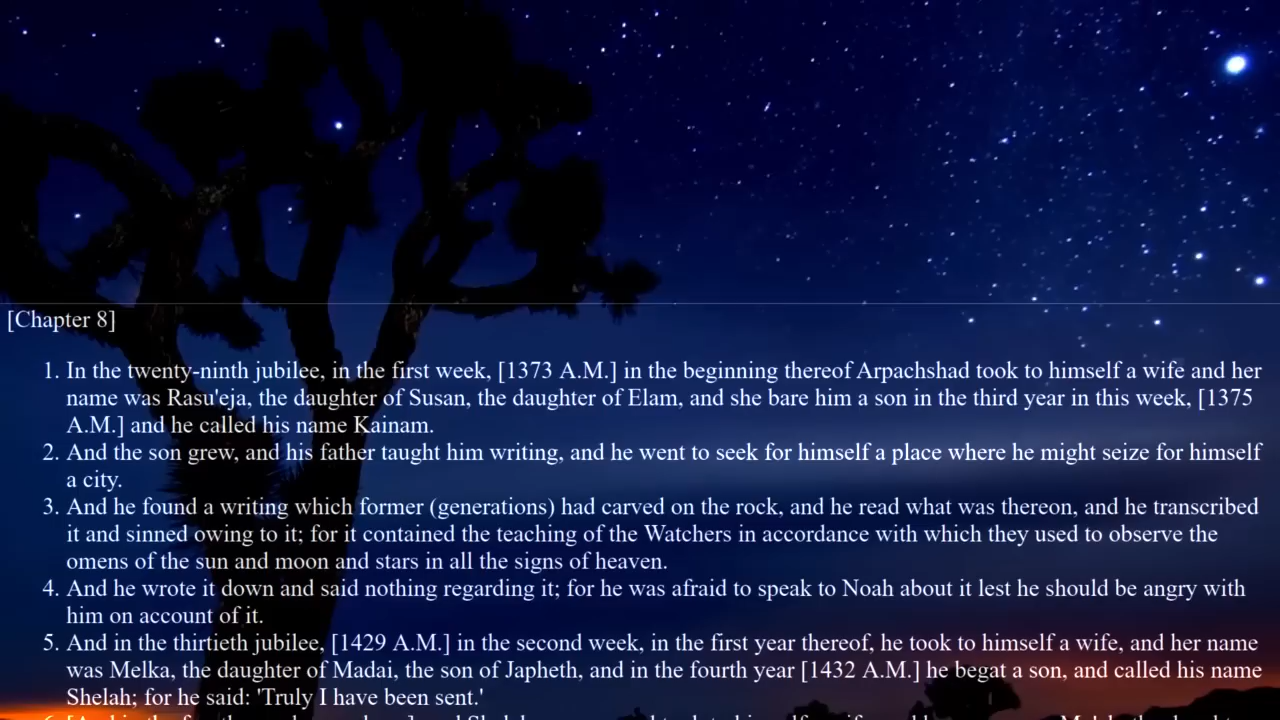 [Chapter 8]
1. In the twenty-ninth jubilee, in the first week, [1373 A.M.] in the beginning thereof Arpachshad took to himself a wife and her
name was Rasu'eja, the daughter of Susan, the daughter of Elam, and she bare him a son in the third year in this week, [1375
A.M.] and he called his name Kainam.
2. And the son grew, and his father taught him writing, and he went to seek for himself a place where he might seize for himself
a city.
3. And he found a writing which former (generations) had carved on the rock, and he read what was thereon, and he transcribed
it and sinned owing to it; for it contained the teaching of the Watchers in accordance with which they used to observe the
omens of the sun and moon and stars in all the signs of heaven.
4. And he wrote it down and said nothing regarding it; for he was afraid to speak to Noah about it lest he should be angry with
him on account of it.
5. And in the thirtieth jubilee, [1429 A.M.] in the second week, in the first year thereof, he took to himself a wife, and her name
was Melka, the daughter of Madai, the son of Japheth, and in the fourth year [1432 A.M.] he begat a son, and called his name
Shelah; for he said: 'Truly I have been sent.'